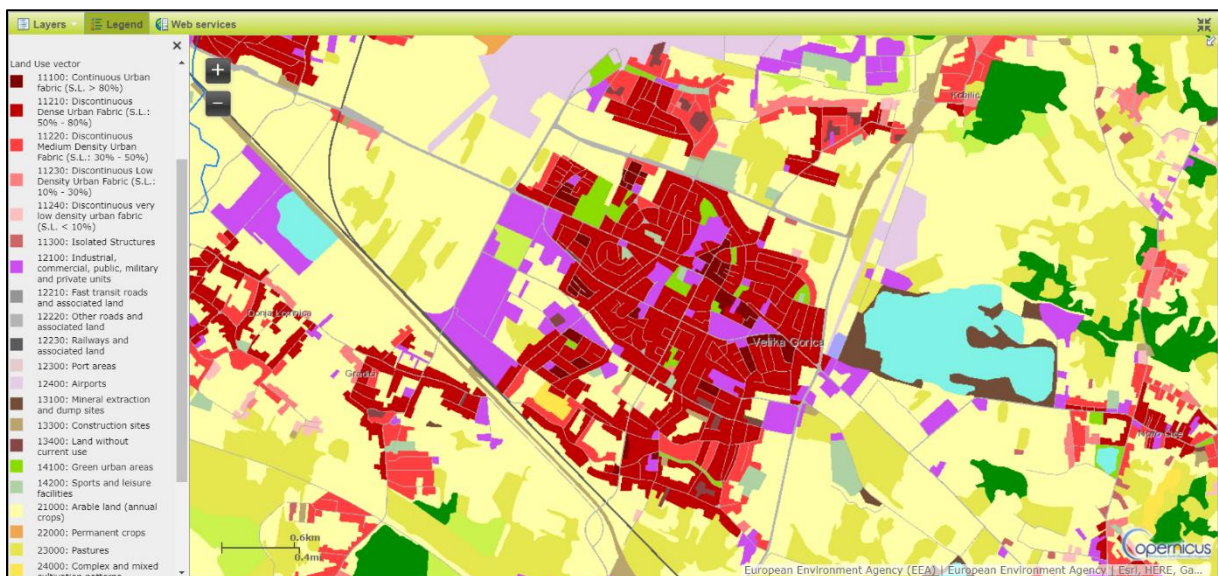 Layers
Legend
Web services
Land Use vector
11100: Continuous Urban
fabric (S.L. > 80%)
11210: Discontinuous
Dense Urban Fabric (S.L.:
50% - 80%)
11220: Discontinuous
Medium Density Urban
Fabric (S.L.: 30% - 50%)
11230: Discontinuous Low
Density Urban Fabric (S.L.:
10% - 30%)
11240: Discontinuous very
low density urban fabric
(S.L. < 10%)
11300: Isolated Structures
12100: Industrial,
commercial, public, military
and private units
12210: Fast transit roads
and associated land
12220: Other roads and
associated land
12230: Railways and
associated land
12300: Port areas
12400: Airports
13100: Mineral extraction
and dump sites
13300: Construction sites
13400: Land without
current use
14100: Green urban areas
14200: Sports and leisure
facilities
21000: Arable land (annual
crops)
22000: Permanent crops
23000: Pastures
24000: Complex and mixed
+
−
Kobilić
Donja Lomnica
Gradići
Velika Gorica
Novo Čiče
0.6km
0.4mi
opernicus
European Environment Agency (EEA) | European Environment Agency | Esri, HERE, Ga...